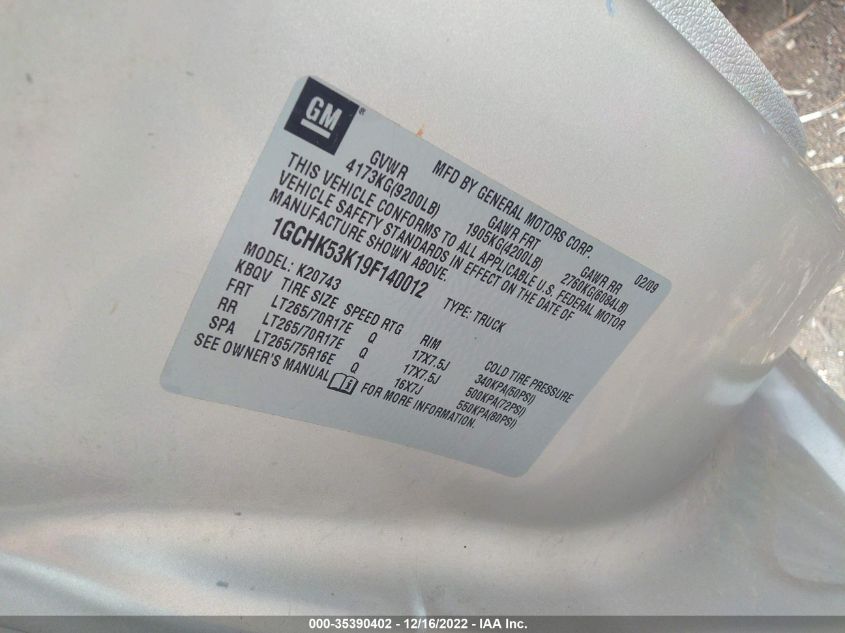 GM
®
MFD BY GENERAL MOTORS CORP. 02/09
GVWR GAWR FRT GAWR RR
4173KG(9200LB) 1905KG(4200LB) 2760KG(6084LB)
THIS VEHICLE CONFORMS TO ALL APPLICABLE U.S. FEDERAL MOTOR
VEHICLE SAFETY STANDARDS IN EFFECT ON THE DATE OF
MANUFACTURE SHOWN ABOVE.
1GCHK53K19F140012 TYPE: TRUCK
MODEL: K20743
KBQV TIRE SIZE SPEED RTG RIM COLD TIRE PRESSURE
FRT LT265/70R17E Q 17X7.5J 340KPA(50PSI)
RR LT265/70R17E Q 17X7.5J 500KPA(72PSI)
SPA LT265/75R16E Q 16X7J 550KPA(80PSI)
SEE OWNER'S MANUAL FOR MORE INFORMATION.
000-35390402 - 12/16/2022 - IAA Inc.